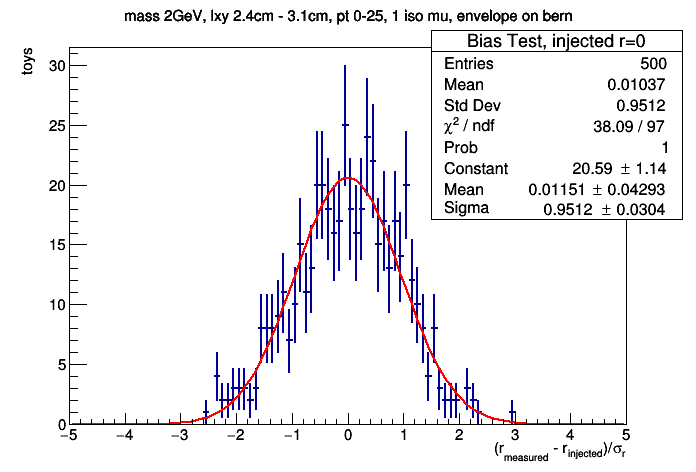 mass 2GeV, lxy 2.4cm - 3.1cm, pt 0-25, 1 iso mu, envelope on bern
toys
Bias Test, injected r=0
Entries 500
Mean 0.01037
Std Dev 0.9512
χ² / ndf 38.09 / 97
Prob 1
Constant 20.59 ± 1.14
Mean 0.01151 ± 0.04293
Sigma 0.9512 ± 0.0304
30
25
20
15
10
5
0
−5 −4 −3 −2 −1 0 1 2 3 4 5
(r_measured - r_injected)/σ_r